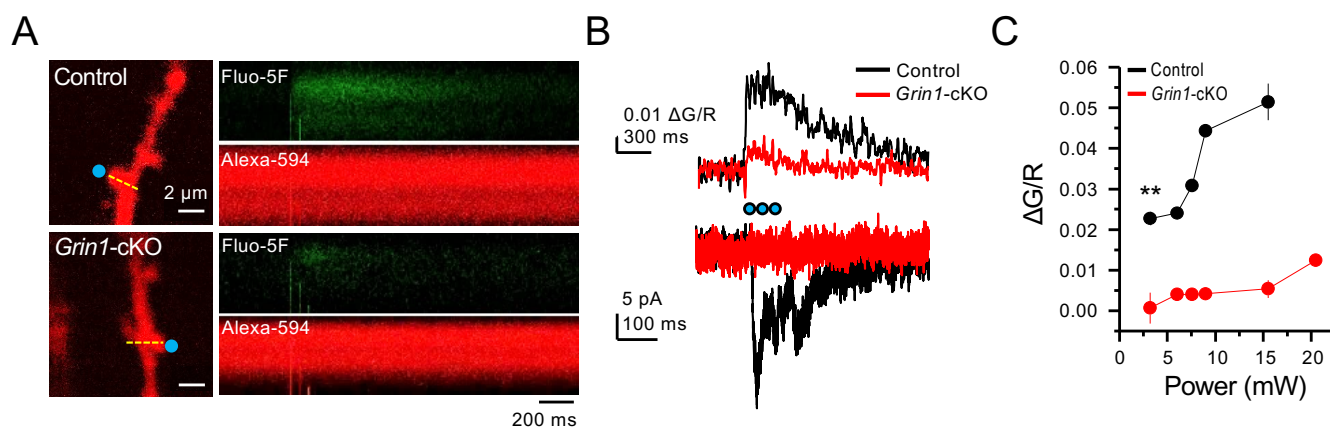 A
Control
2 μm
Fluo-5F
Alexa-594
Grin1-cKO
Fluo-5F
Alexa-594
200 ms
B
Control
Grin1-cKO
0.01 ΔG/R
300 ms
5 pA
100 ms
C
Control
Grin1-cKO
**
ΔG/R
0.06
0.05
0.04
0.03
0.02
0.01
0.00
0 5 10 15 20
Power (mW)